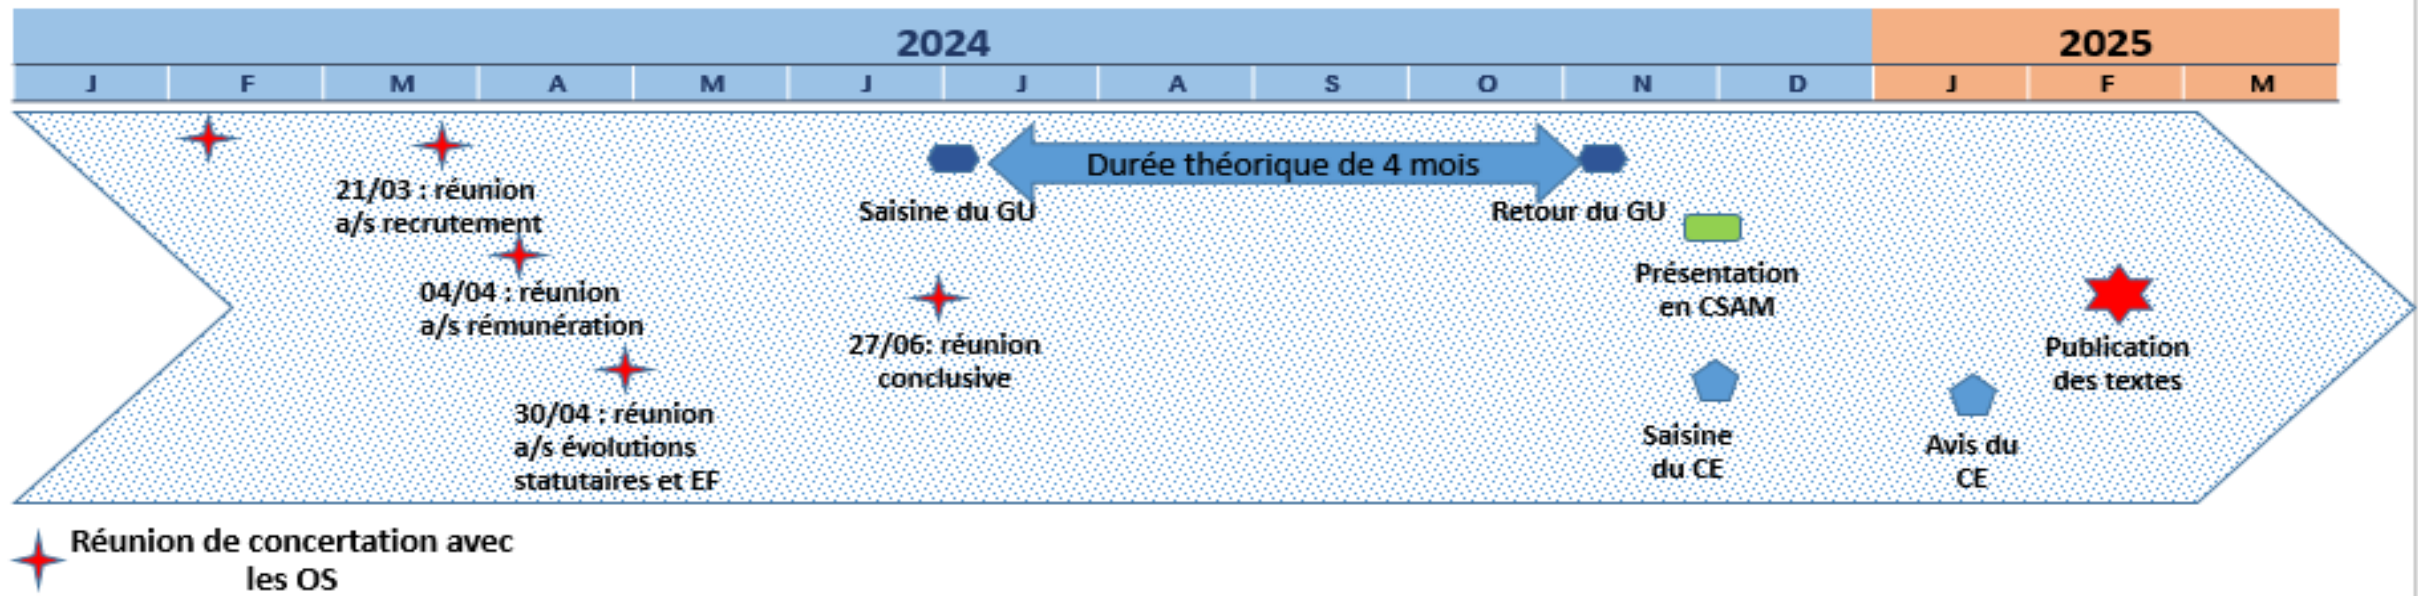 2024
2025
J F M A M J J A S O N D J F M
21/03 : réunion
a/s recrutement
04/04 : réunion
a/s rémunération
30/04 : réunion
a/s évolutions
statutaires et EF
Saisine du GU
Durée théorique de 4 mois
Retour du GU
27/06: réunion
conclusive
Présentation
en CSAM
Saisine
du CE
Avis du
CE
Publication
des textes
Réunion de concertation avec
les OS